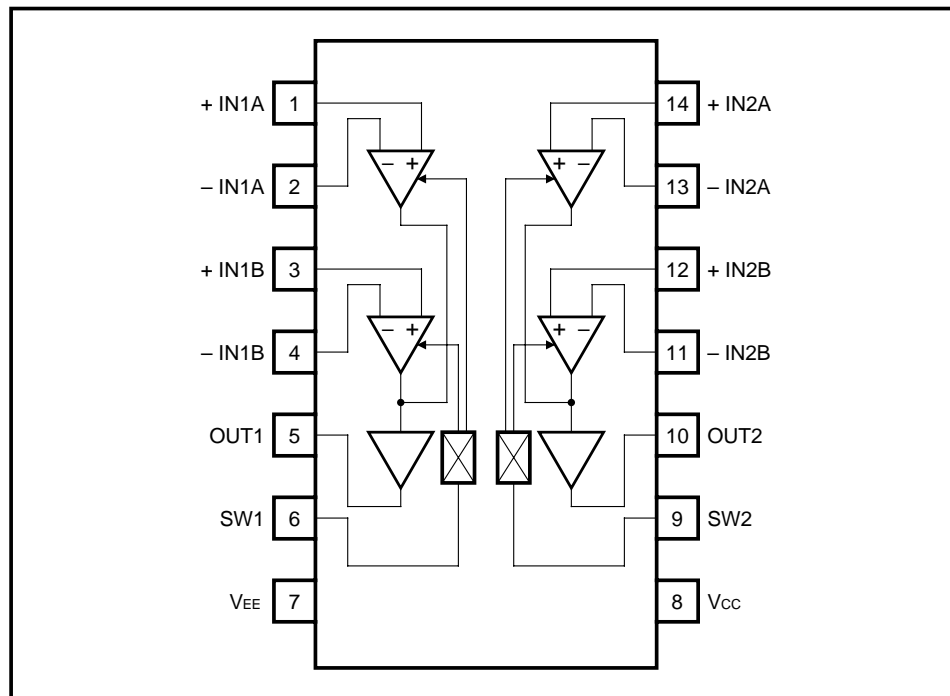 + IN1A 1 14 + IN2A
– + + –
– IN1A 2 13 – IN2A
+ IN1B 3 12 + IN2B
– + + –
– IN1B 4 11 – IN2B
OUT1 5 10 OUT2
SW1 6 9 SW2
VEE 7 8 VCC